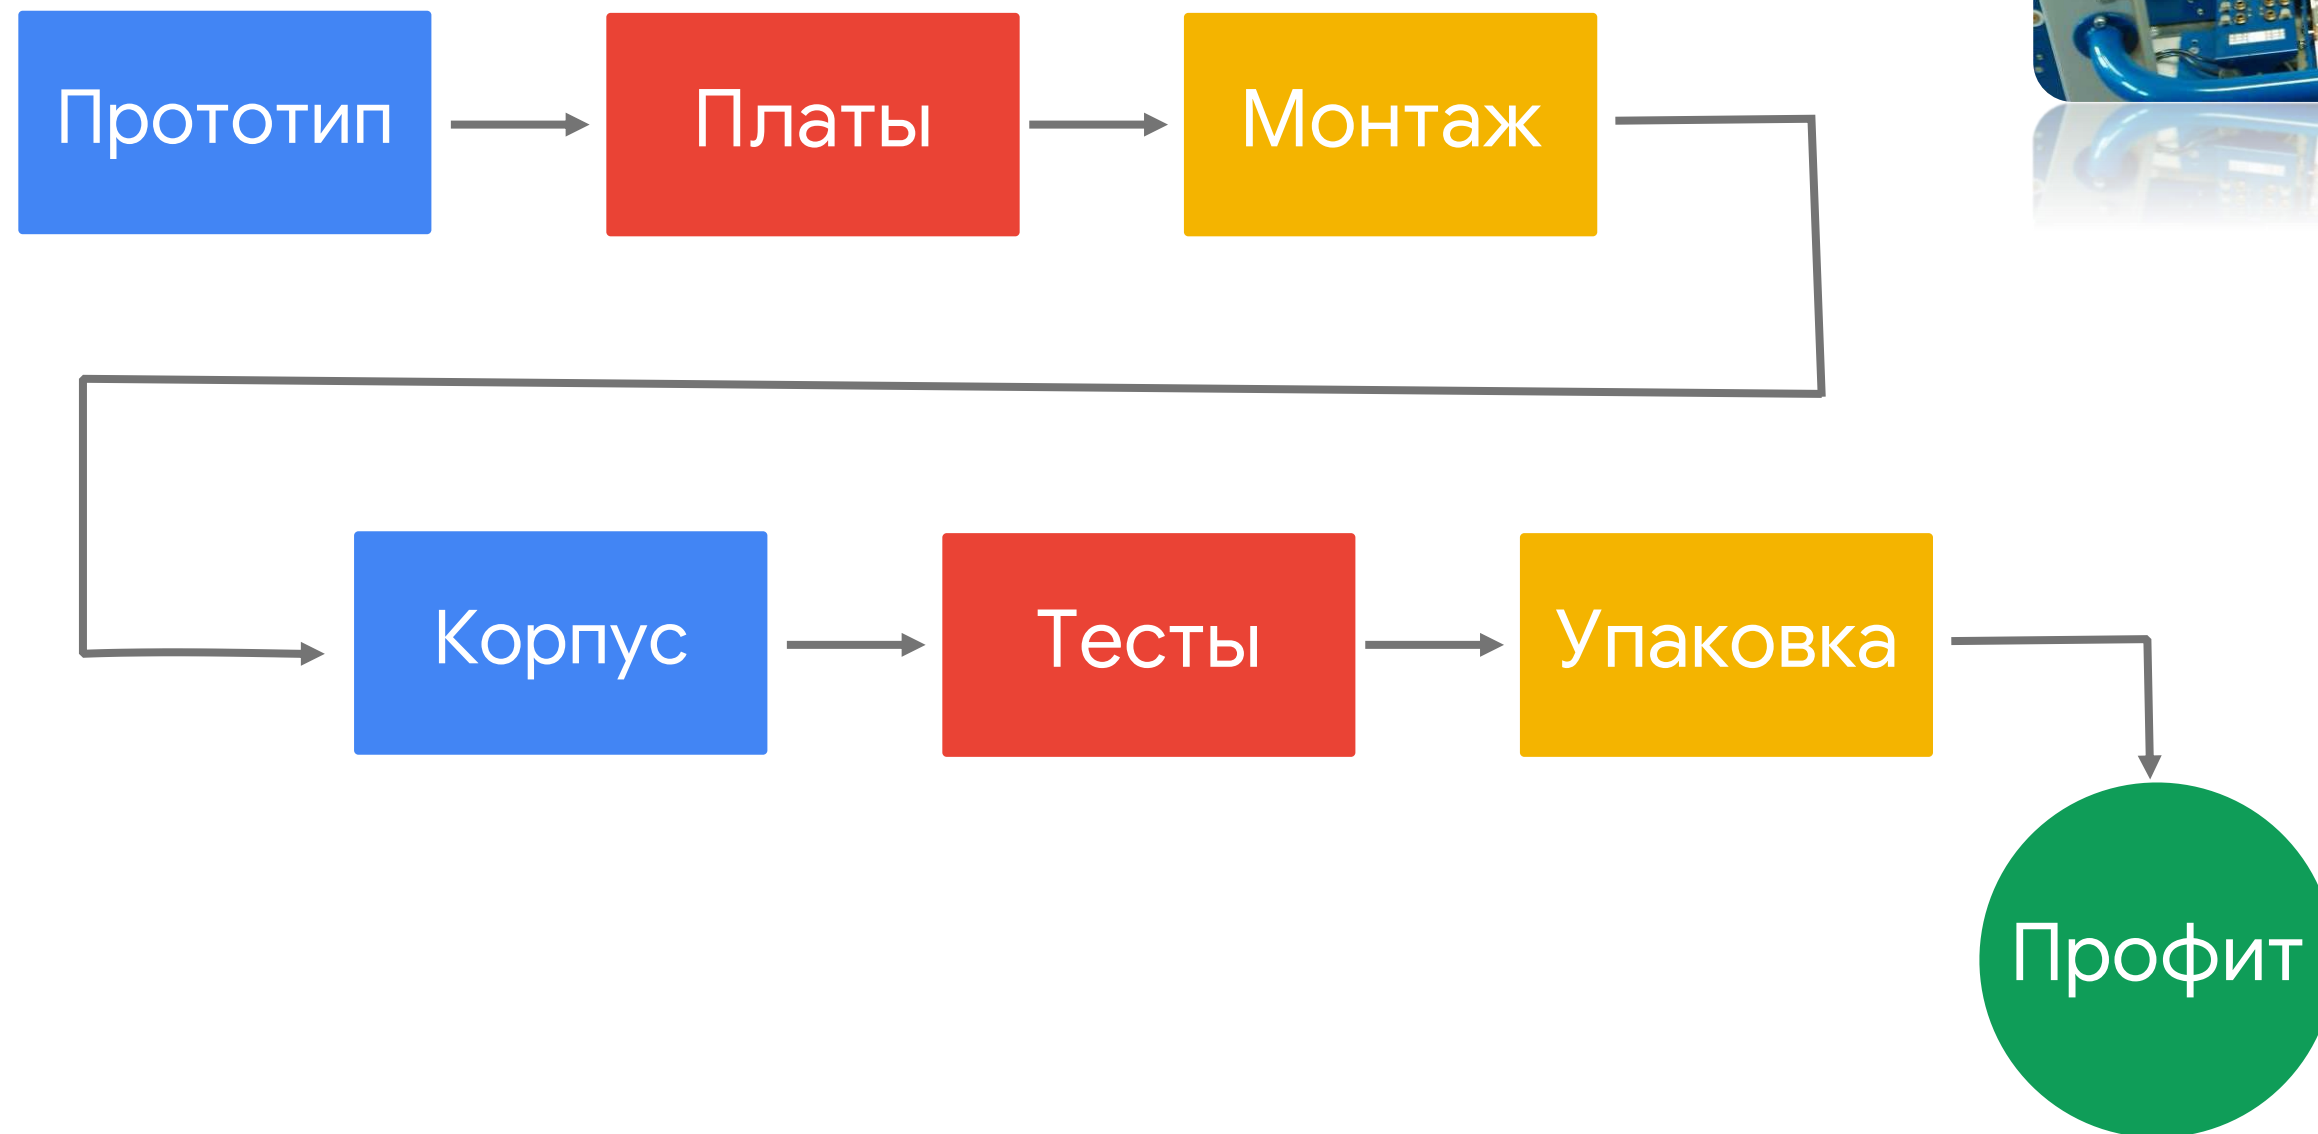 Прототип
Платы
Монтаж
Корпус
Тесты
Упаковка
Профит